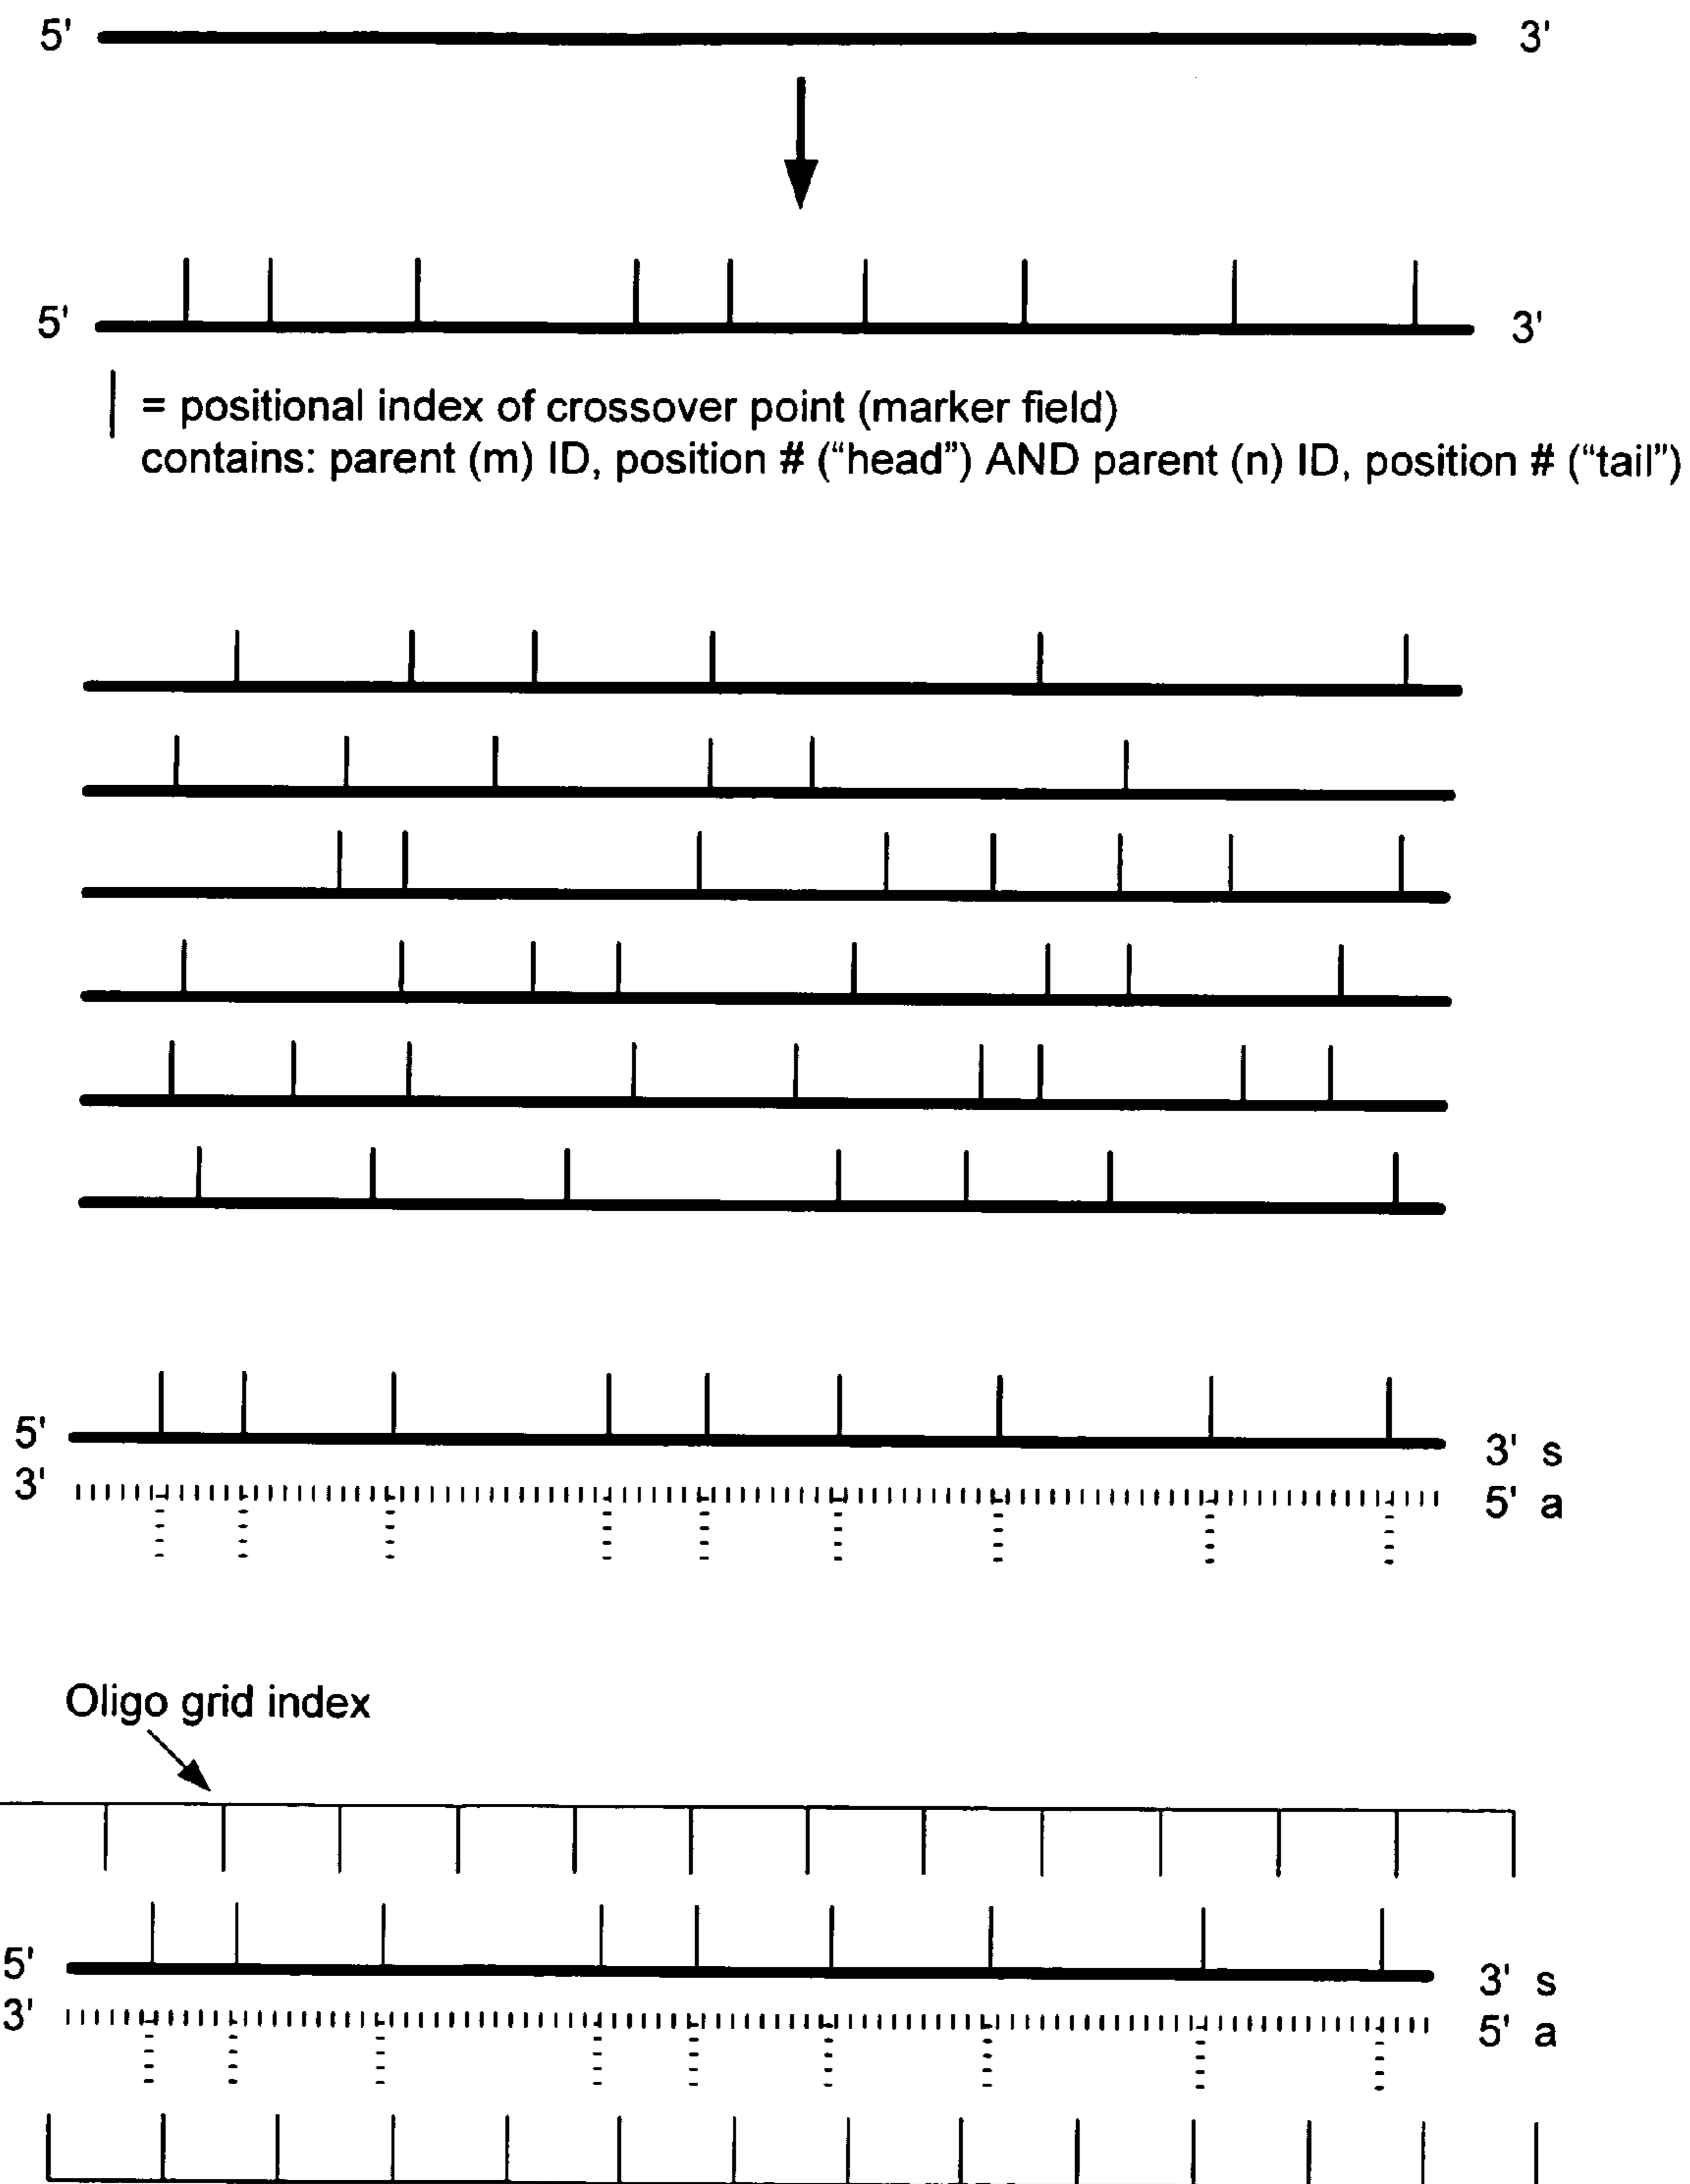 5' 3'
5' 3'
= positional index of crossover point (marker field)
contains: parent (m) ID, position # (“head”) AND parent (n) ID, position # (“tail”)
5' 3' s
3' 5' a
Oligo grid index
5' 3' s
3' 5' a